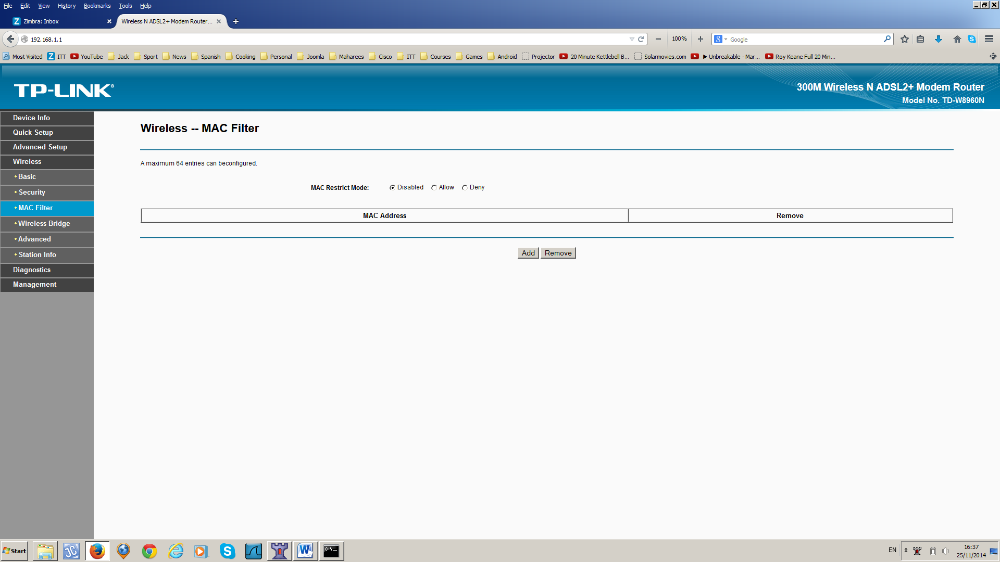 File Edit View History Bookmarks Tools Help
Z Zimbra: Inbox × Wireless N ADSL2+ Modem Router... × +
192.168.1.1 − 100% + 8 Google
Most Visited Z ITT YouTube Jack Sport News Spanish Cooking Personal Joomla Maharees Cisco ITT Courses Games Android Projector 20 Minute Kettlebell B... Solarmovies.com ▶ Unbreakable - Mar... Roy Keane Full 20 Min...
TP-LINK®
300M Wireless N ADSL2+ Modem Router
Model No. TD-W8960N
Device Info
Quick Setup
Advanced Setup
Wireless
• Basic
• Security
• MAC Filter
• Wireless Bridge
• Advanced
• Station Info
Diagnostics
Management
Wireless -- MAC Filter
A maximum 64 entries can beconfigured.
MAC Restrict Mode: Disabled Allow Deny
MAC Address Remove
Add Remove
Start JC S W C:\ EN 16:37
25/11/2014